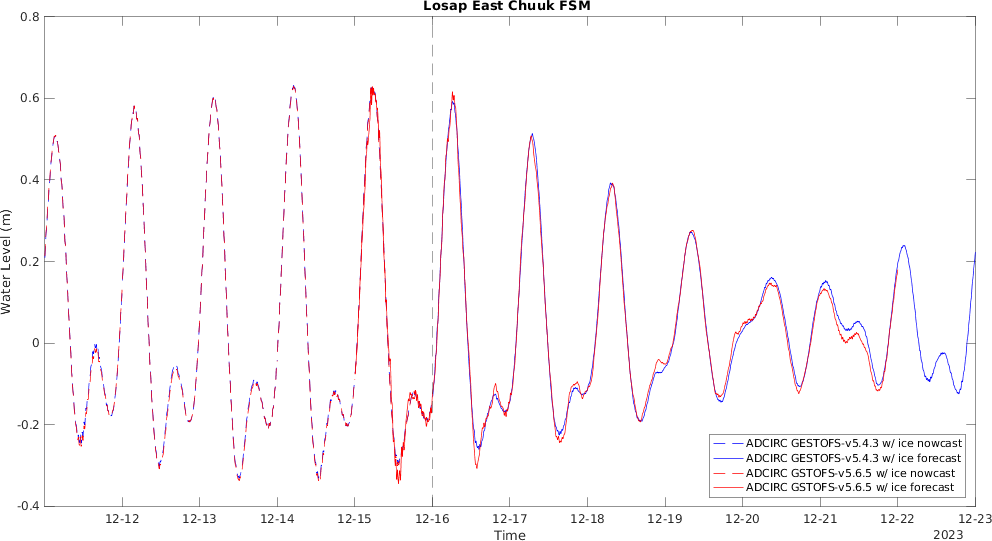 Losap East Chuuk FSM
0.8
0.6
0.4
0.2
0
-0.2
-0.4
Water Level (m)
ADCIRC GESTOFS-v5.4.3 w/ ice nowcast
ADCIRC GESTOFS-v5.4.3 w/ ice forecast
ADCIRC GSTOFS-v5.6.5 w/ ice nowcast
ADCIRC GSTOFS-v5.6.5 w/ ice forecast
12-12 12-13 12-14 12-15 12-16 12-17 12-18 12-19 12-20 12-21 12-22 12-23
Time
2023